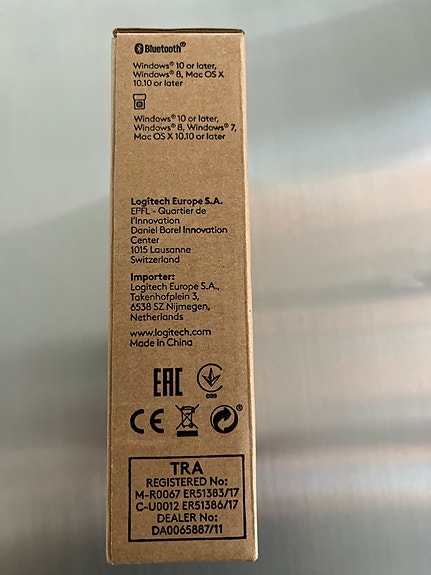 Bluetooth®
Windows® 10 or later,
Windows® 8, Mac OS X
10.10 or later
Windows® 10 or later,
Windows® 8, Windows® 7,
Mac OS X 10.10 or later
Logitech Europe S.A.
EPFL - Quartier de
l'Innovation
Daniel Borel Innovation
Center
1015 Lausanne
Switzerland
Importer:
Logitech Europe S.A.,
Takenhofplein 3,
6538 SZ Nijmegen,
Netherlands
www.logitech.com
Made in China
EAC
CE
TRA
REGISTERED No:
M-R0067 ER51383/17
C-U0012 ER51386/17
DEALER No:
DA0065887/11